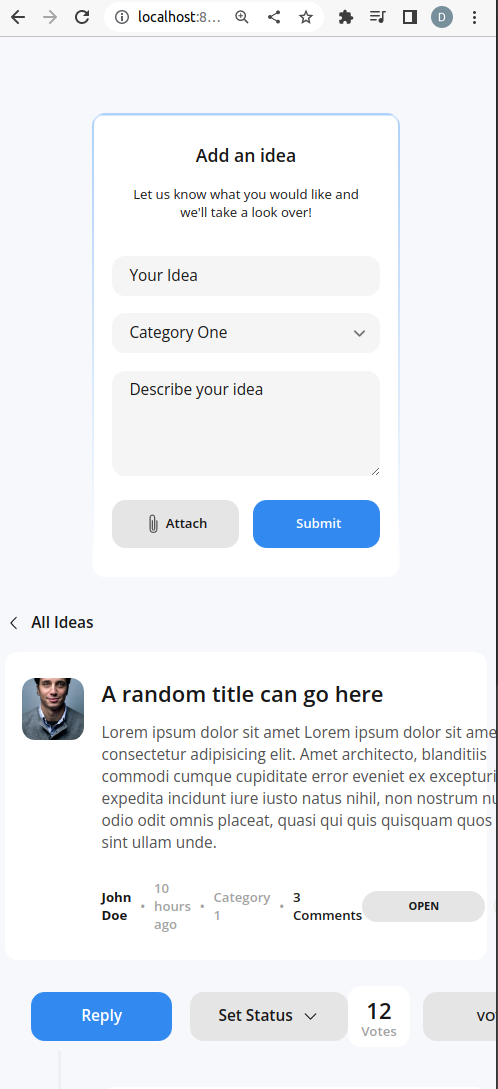 localhost:8...
D
Add an idea
Let us know what you would like and
we'll take a look over!
Your Idea
Category One
Describe your idea
Attach
Submit
All Ideas
A random title can go here
Lorem ipsum dolor sit amet Lorem ipsum dolor sit ame
consectetur adipisicing elit. Amet architecto, blanditiis
commodi cumque cupiditate error eveniet ex excepturi
expedita incidunt iure iusto natus nihil, non nostrum nu
odio odit omnis placeat, quasi qui quis quisquam quos
sint ullam unde.
John
Doe
•
10
hours
ago
•
Category
1
•
3
Comments
OPEN
Reply
Set Status
12
Votes
vo